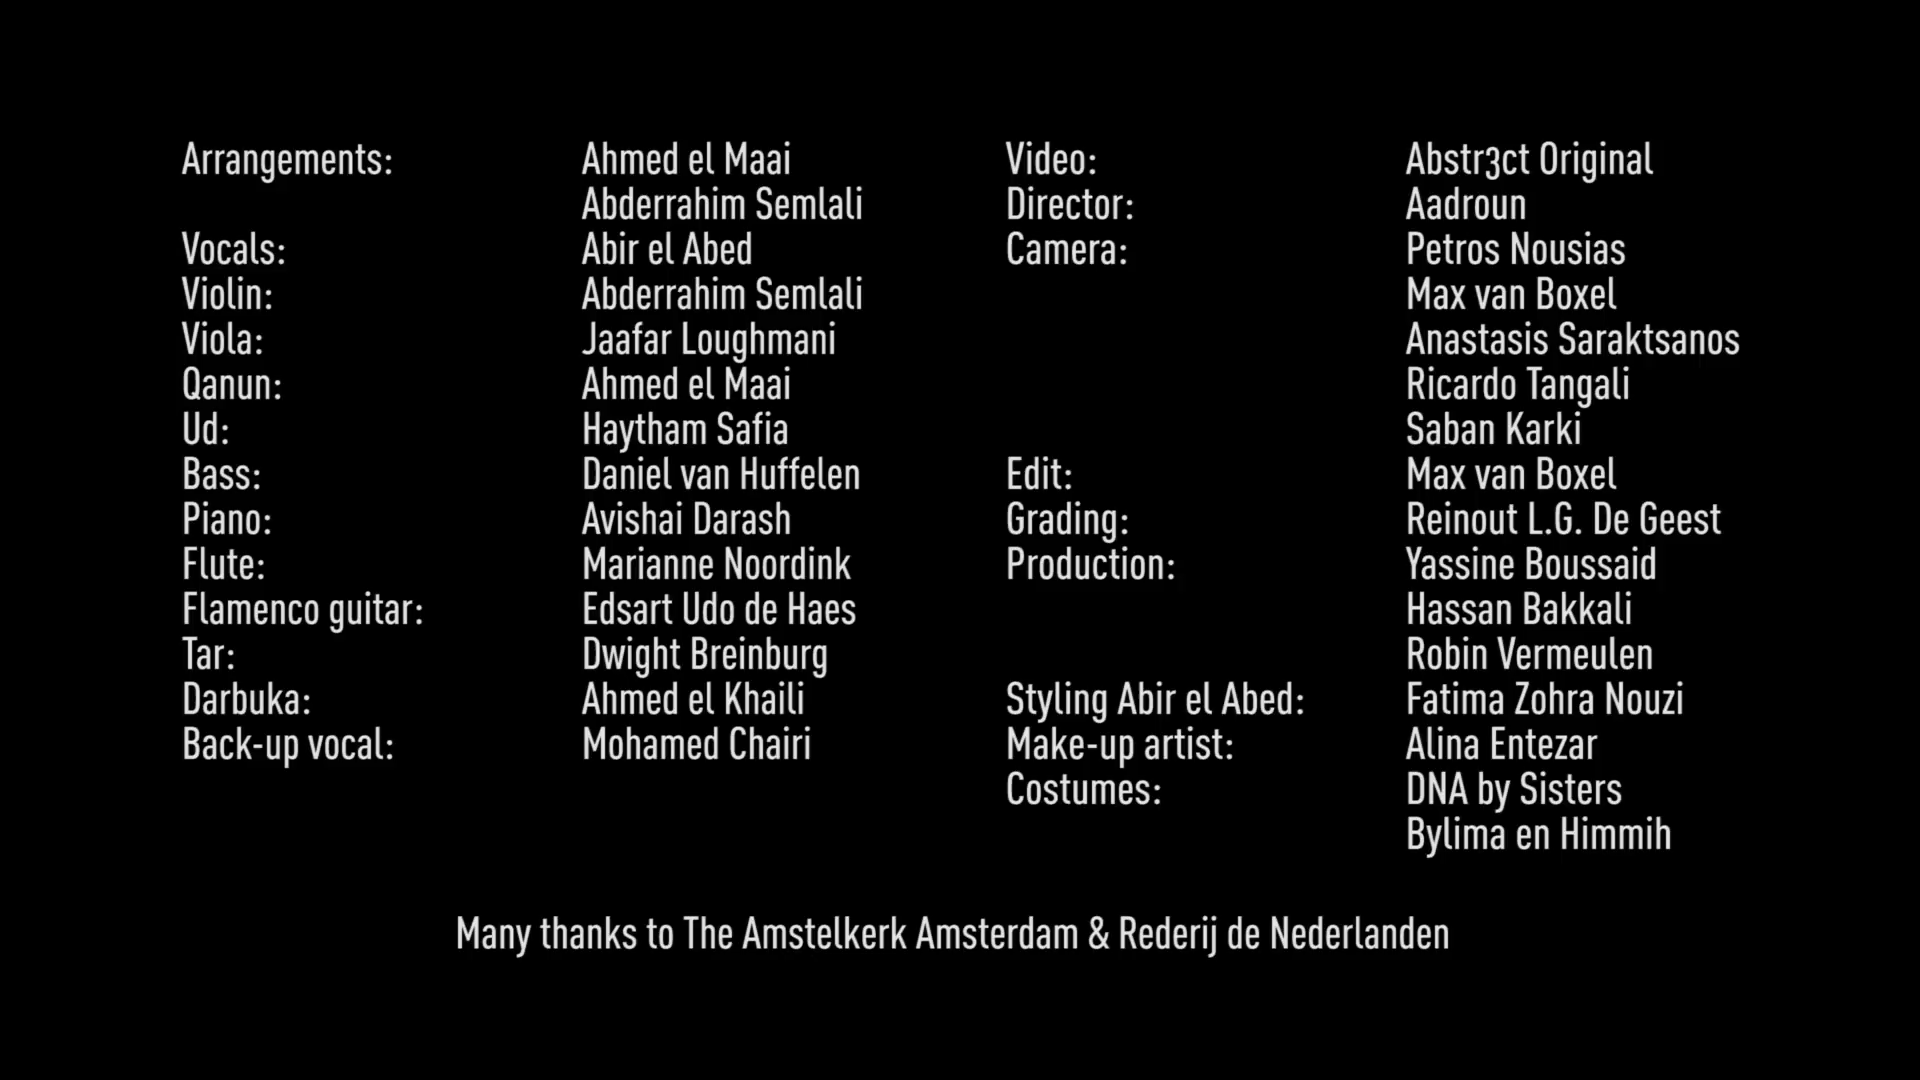 Arrangements: Ahmed el Maai
Abderrahim Semlali
Vocals: Abir el Abed
Violin: Abderrahim Semlali
Viola: Jaafar Loughmani
Qanun: Ahmed el Maai
Ud: Haytham Safia
Bass: Daniel van Huffelen
Piano: Avishai Darash
Flute: Marianne Noordink
Flamenco guitar: Edsart Udo de Haes
Tar: Dwight Breinburg
Darbuka: Ahmed el Khaili
Back-up vocal: Mohamed Chairi
Video: Abstr3ct Original
Director: Aadroun
Camera: Petros Nousias
Max van Boxel
Anastasis Saraktsanos
Ricardo Tangali
Saban Karki
Edit: Max van Boxel
Grading: Reinout L.G. De Geest
Production: Yassine Boussaid
Hassan Bakkali
Robin Vermeulen
Styling Abir el Abed: Fatima Zohra Nouzi
Make-up artist: Alina Entezar
Costumes: DNA by Sisters
Bylima en Himmih
Many thanks to The Amstelkerk Amsterdam & Rederij de Nederlanden